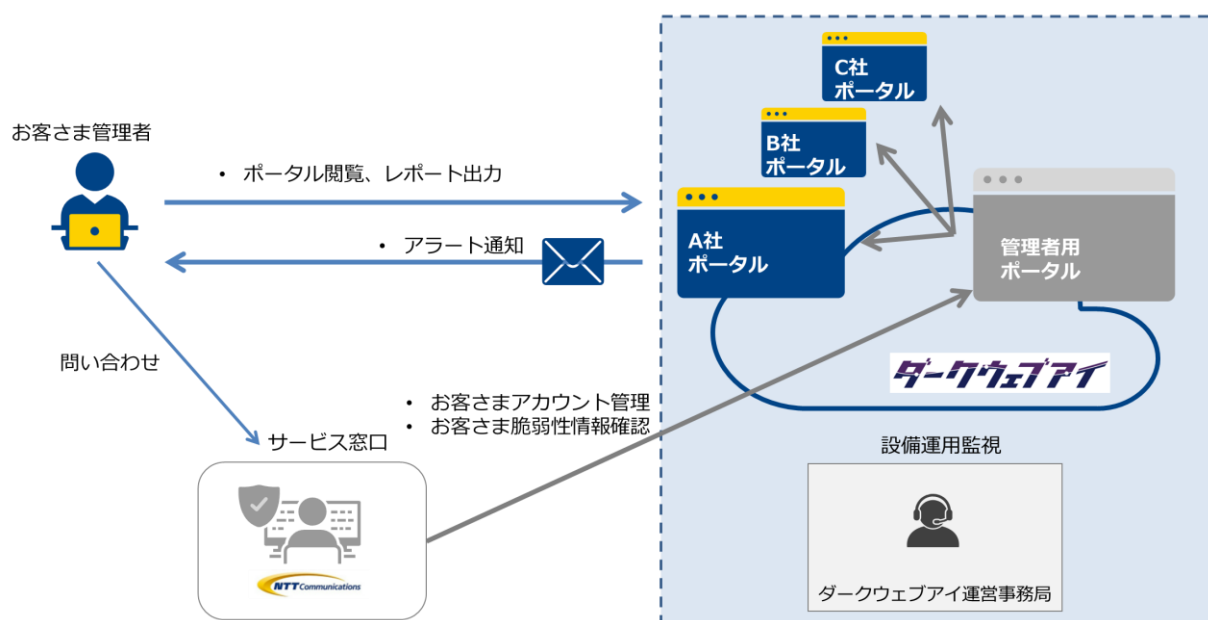 お客さま管理者
• ポータル閲覧、レポート出力
• アラート通知
問い合わせ
サービス窓口
NTT Communications
• お客さまアカウント管理
• お客さま脆弱性情報確認
C社
ポータル
B社
ポータル
A社
ポータル
管理者用
ポータル
ダークウェブアイ
設備運用監視
ダークウェブアイ運営事務局